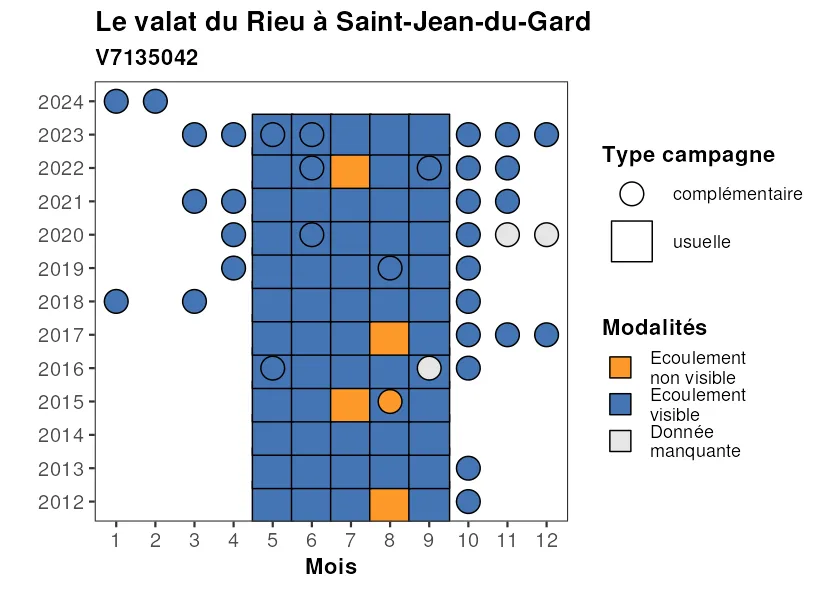 Le valat du Rieu à Saint-Jean-du-Gard
V7135042
2024
2023
2022
2021
2020
2019
2018
2017
2016
2015
2014
2013
2012
1 2 3 4 5 6 7 8 9 10 11 12
Mois
Type campagne
complémentaire
usuelle
Modalités
Ecoulement
non visible
Ecoulement
visible
Donnée
manquante